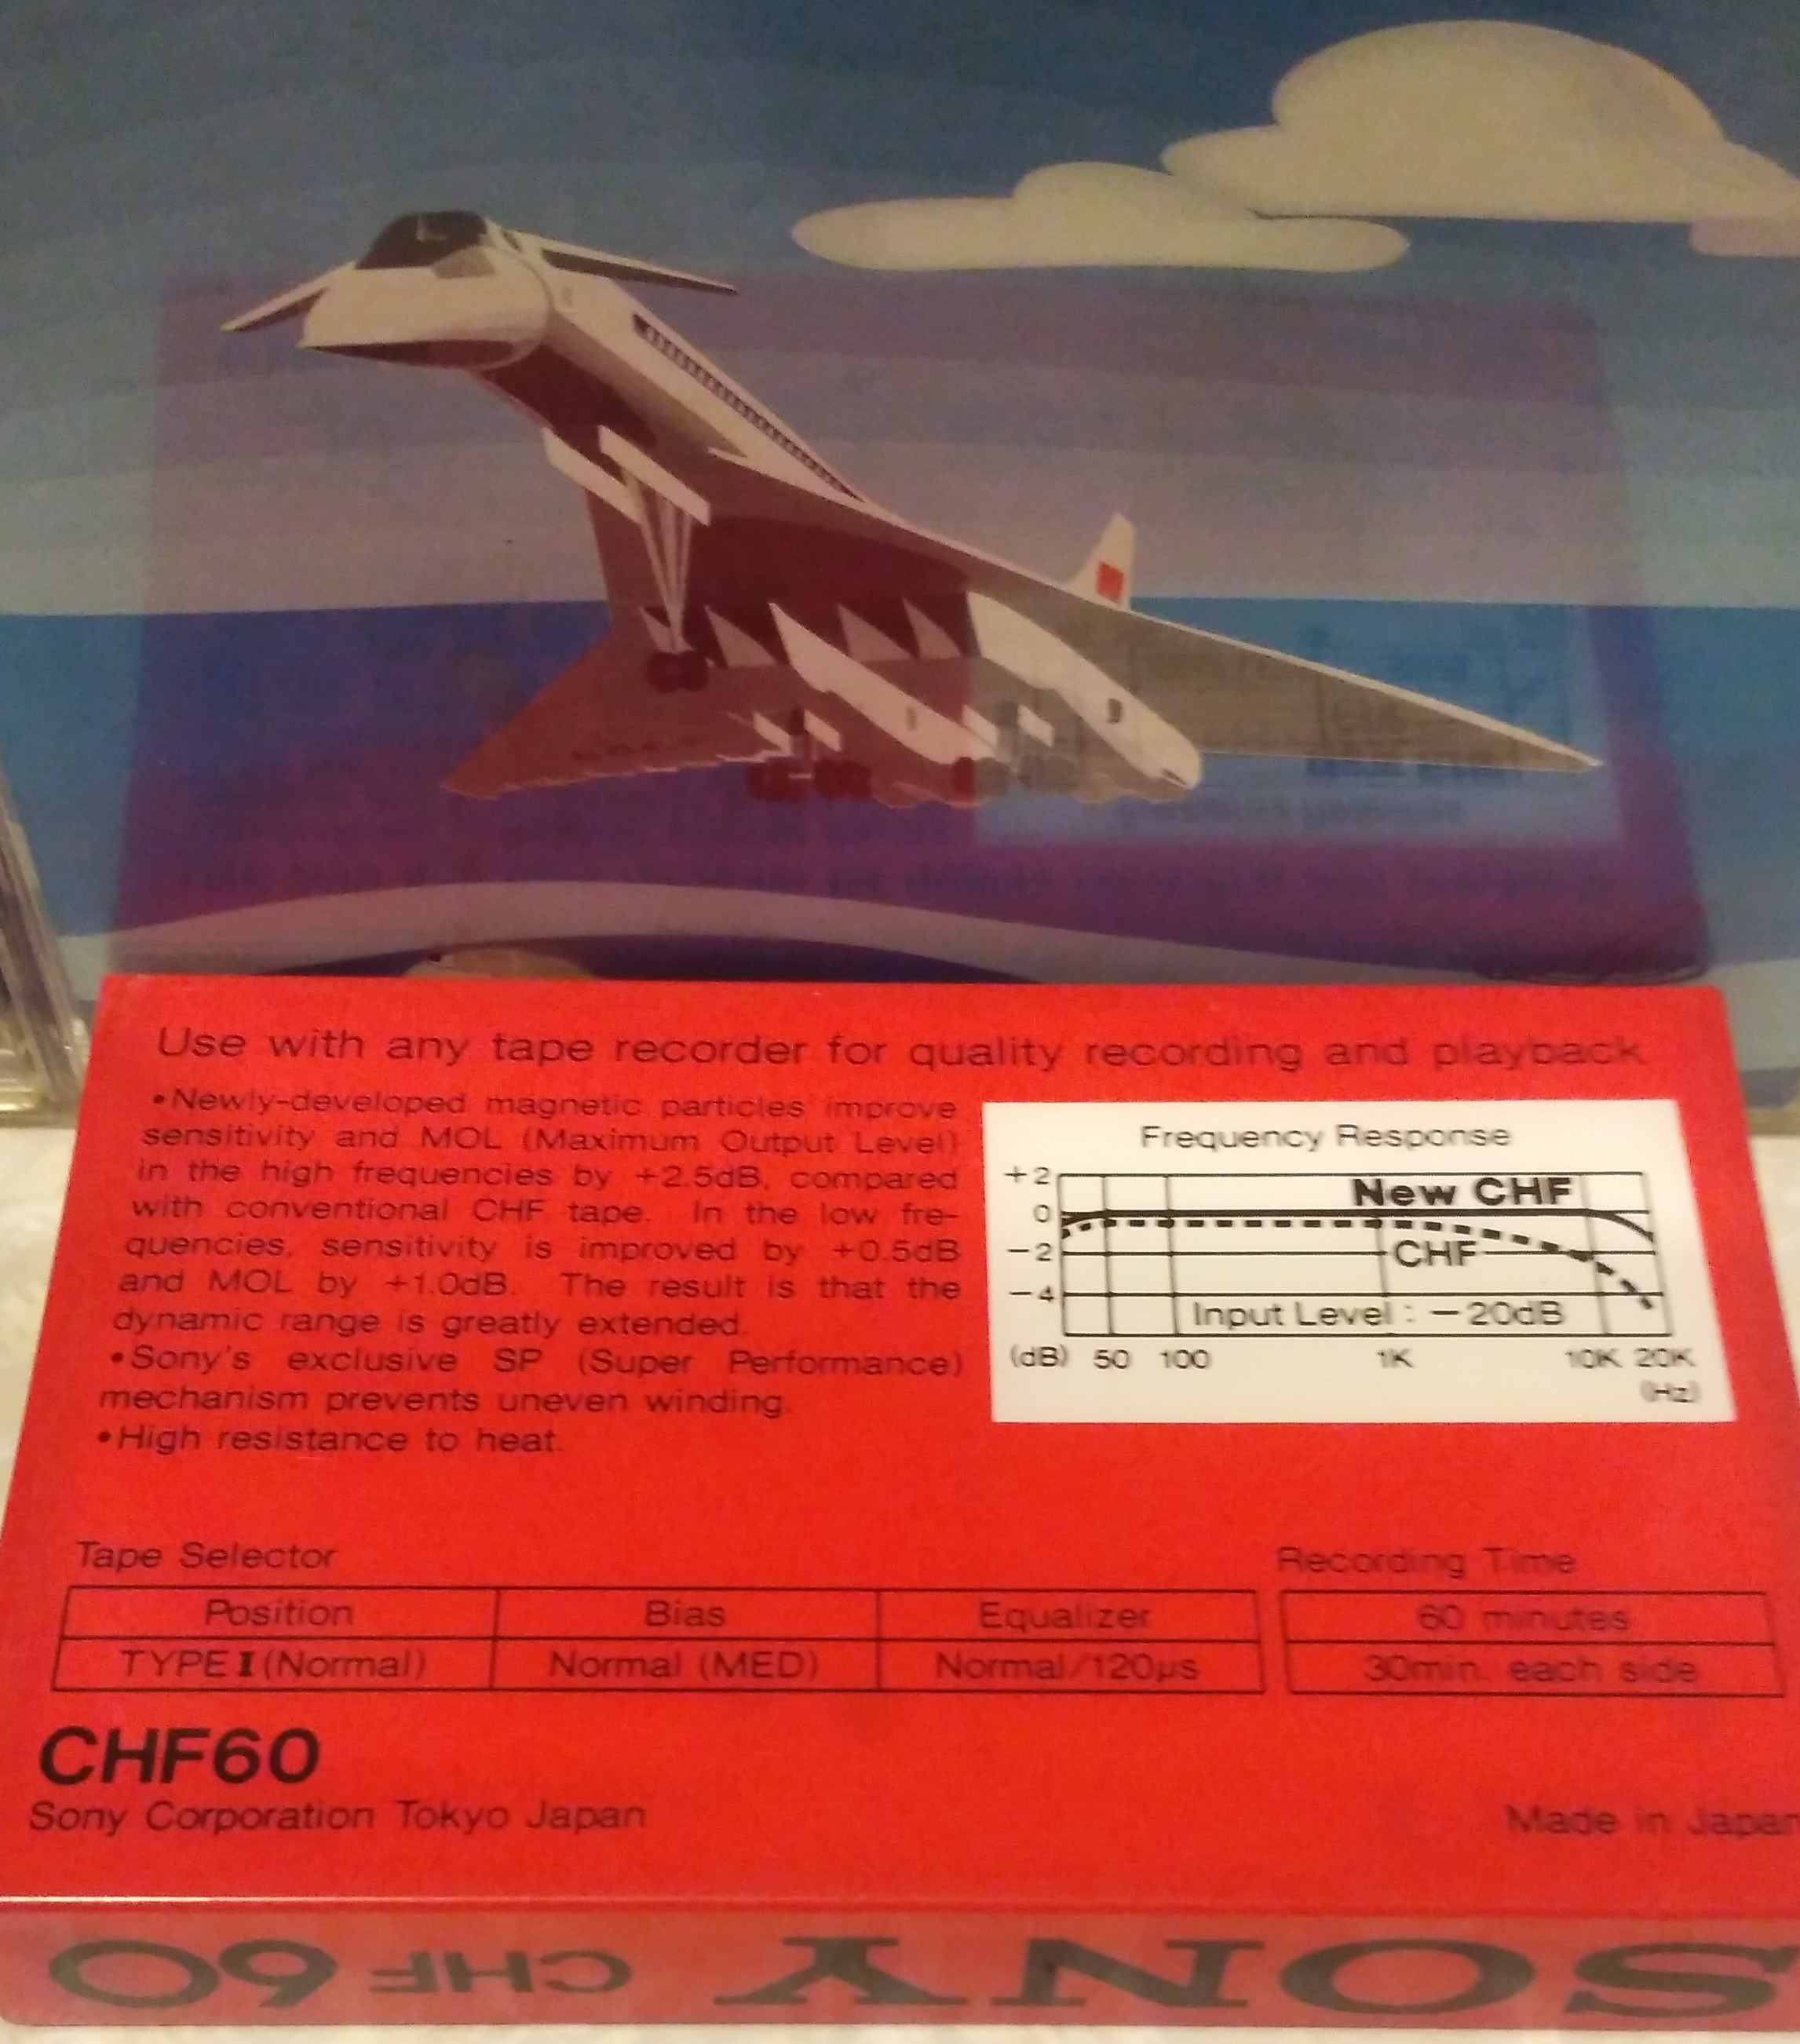 Use with any tape recorder for quality recording and playback
•Newly-developed magnetic particles improve
sensitivity and MOL (Maximum Output Level)
in the high frequencies by +2.5dB, compared
with conventional CHF tape. In the low fre-
quencies, sensitivity is improved by +0.5dB
and MOL by +1.0dB. The result is that the
dynamic range is greatly extended.
•Sony's exclusive SP (Super Performance)
mechanism prevents uneven winding.
•High resistance to heat.
Frequency Response
+2
New CHF
0
−2
CHF
−4
Input Level : −20dB
(dB) 50 100 1K 10K 20K
(Hz)
Tape Selector
Position Bias Equalizer
TYPE I (Normal) Normal (MED) Normal/120µs
Recording Time
60 minutes
30min. each side
CHF60
Sony Corporation Tokyo Japan
Made in Japan
SONY CHF 60